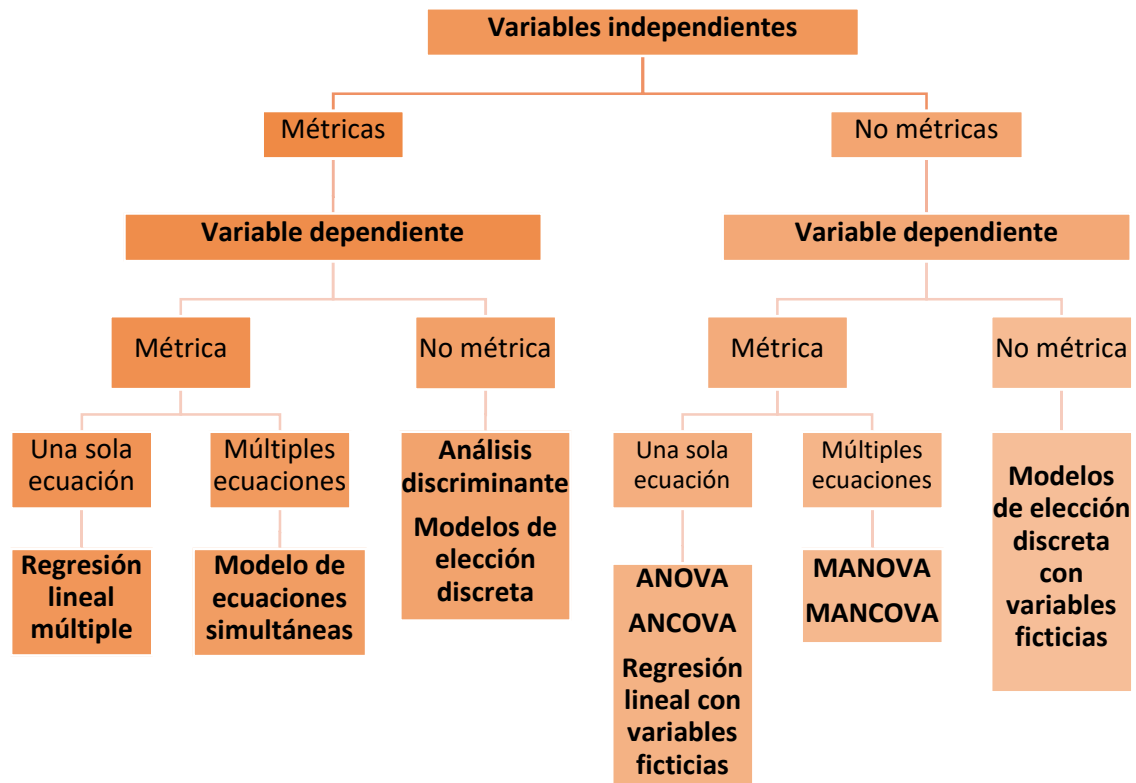 Variables independientes
Métricas
No métricas
Variable dependiente
Variable dependiente
Métrica
No métrica
Métrica
No métrica
Una sola
ecuación
Múltiples
ecuaciones
Análisis
discriminante
Modelos de
elección
discreta
Una sola
ecuación
Múltiples
ecuaciones
Modelos
de elección
discreta
con
variables
ficticias
Regresión
lineal
múltiple
Modelo de
ecuaciones
simultáneas
ANOVA
ANCOVA
Regresión
lineal con
variables
ficticias
MANOVA
MANCOVA